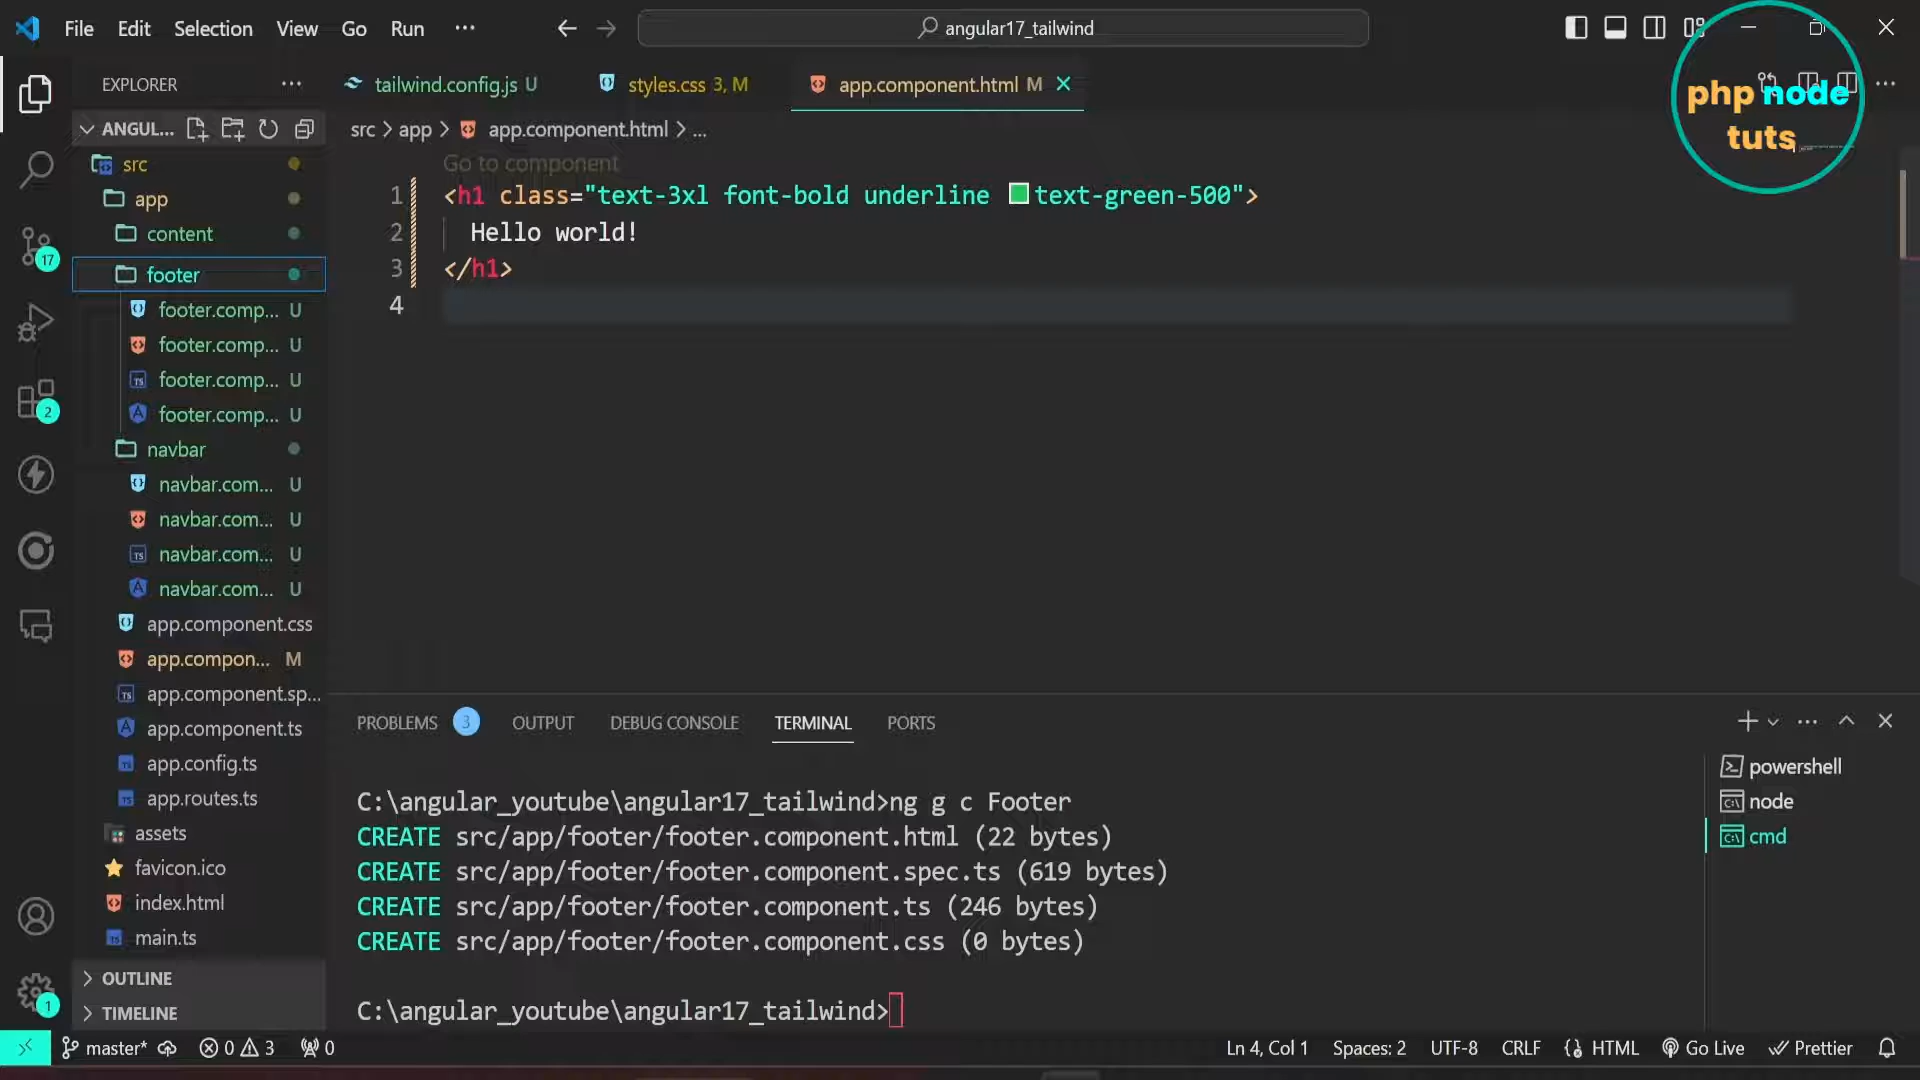 File Edit Selection View Go Run ··· angular17_tailwind
php node
tuts
EXPLORER ···
ANGUL...
src
app
content
footer
footer.comp... U
footer.comp... U
footer.comp... U
footer.comp... U
navbar
navbar.com... U
navbar.com... U
navbar.com... U
navbar.com... U
app.component.css
app.compon... M
app.component.sp...
app.component.ts
app.config.ts
app.routes.ts
assets
favicon.ico
index.html
main.ts
OUTLINE
TIMELINE
17
2
1
tailwind.config.js U styles.css 3, M app.component.html M
src > app > app.component.html > ...
Go to component
1 <h1 class="text-3xl font-bold underline text-green-500">
2 Hello world!
3 </h1>
4
PROBLEMS 3 OUTPUT DEBUG CONSOLE TERMINAL PORTS
C:\angular_youtube\angular17_tailwind>ng g c Footer
CREATE src/app/footer/footer.component.html (22 bytes)
CREATE src/app/footer/footer.component.spec.ts (619 bytes)
CREATE src/app/footer/footer.component.ts (246 bytes)
CREATE src/app/footer/footer.component.css (0 bytes)
C:\angular_youtube\angular17_tailwind>
powershell
node
cmd
master* 0 3 0 Ln 4, Col 1 Spaces: 2 UTF-8 CRLF HTML Go Live Prettier